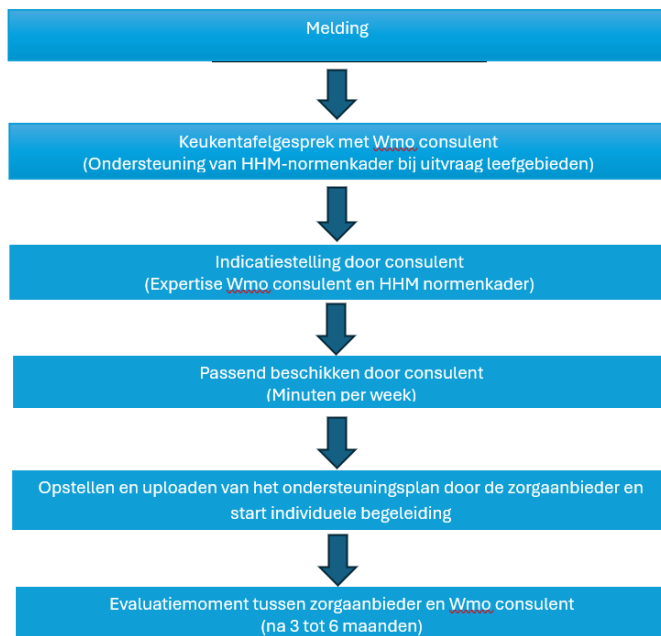 Melding
Keukentafelgesprek met Wmo consulent
(Ondersteuning van HHM-normenkader bij uitvraag leefgebieden)
Indicatiestelling door consulent
(Expertise Wmo consulent en HHM normenkader)
Passend beschikken door consulent
(Minuten per week)
Opstellen en uploaden van het ondersteuningsplan door de zorgaanbieder en
start individuele begeleiding
Evaluatiemoment tussen zorgaanbieder en Wmo consulent
(na 3 tot 6 maanden)